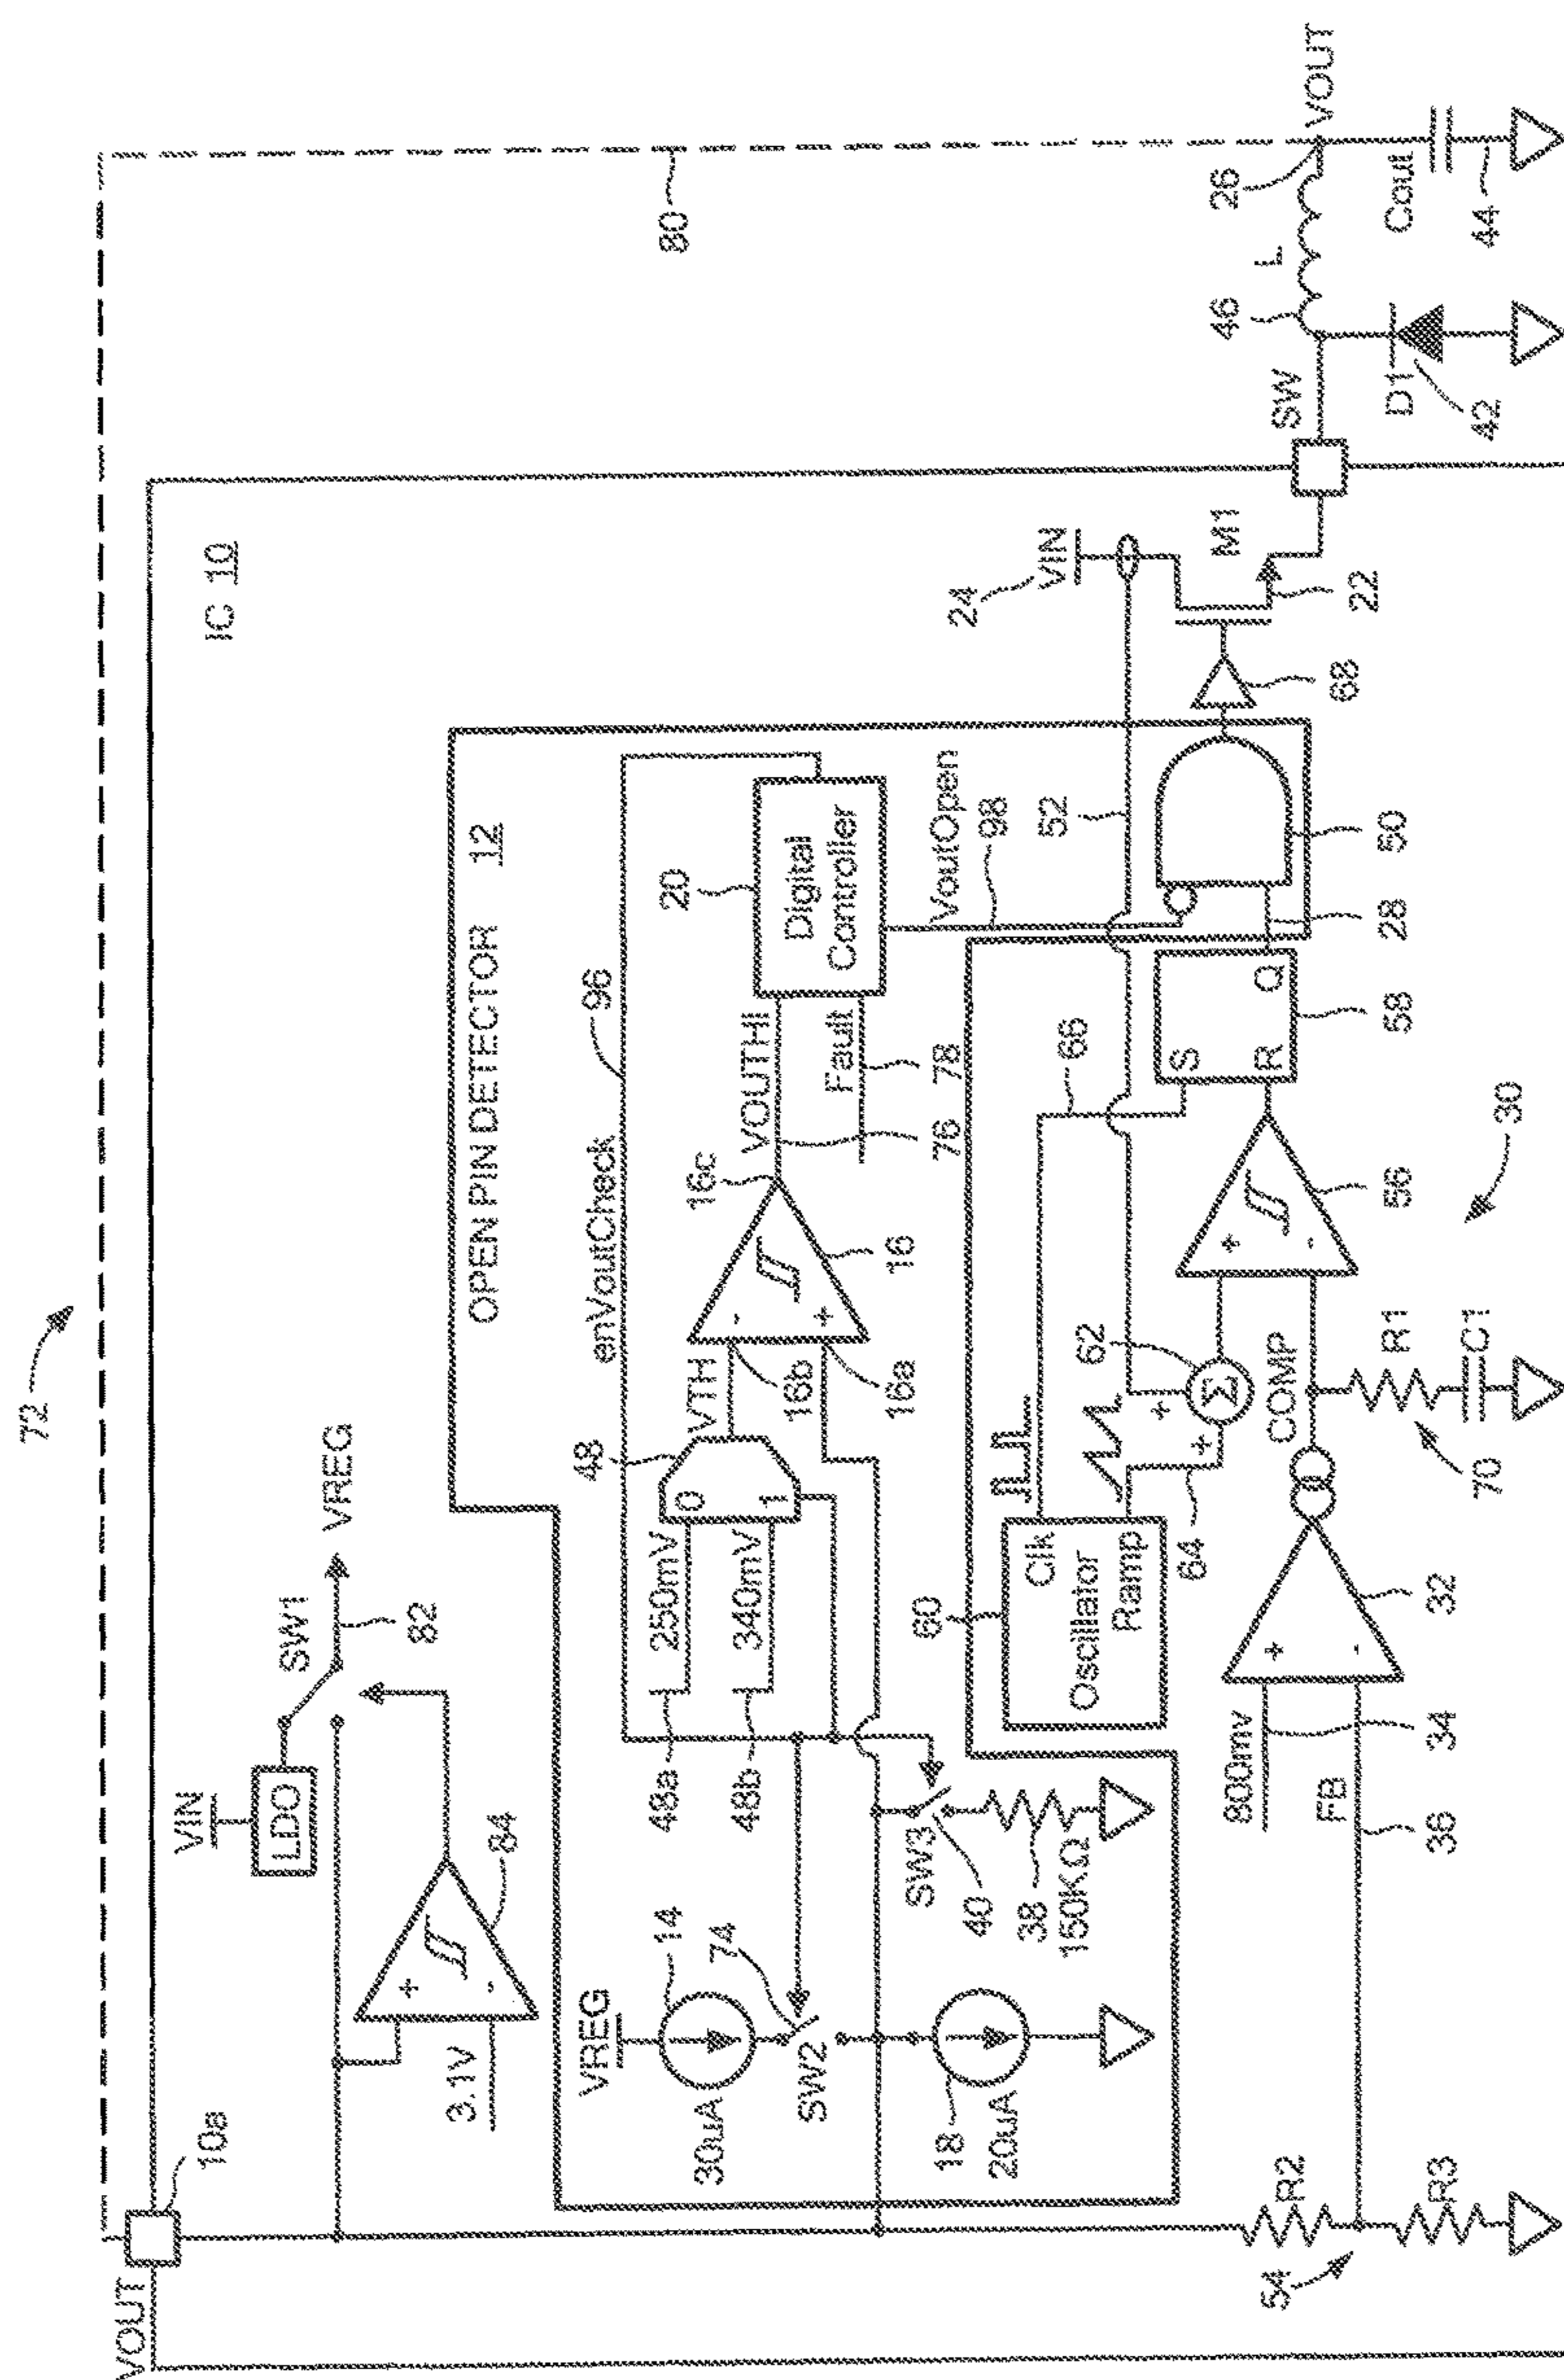 72
VOUT
10a
IC 10
80
VIN
LDO
SW1
VREG
82
3.1V
+
-
84
OPEN PIN DETECTOR 12
enVoutCheck
96
VREG
30uA
14
74
SW2
18
20uA
SW3
40
38
150KΩ
48a
250mV
48b
340mV
48
0
1
VTH
16b
16a
-
+
16
16c
VOUTHI
76
Fault
78
20
Digital
Controller
VoutOpen
98
52
24
VIN
M1
22
68
50
28
60
Clk
Oscillator
Ramp
64
62
+
+
Σ
66
S
R
Q
58
+
-
56
30
COMP
R1
C1
70
800mv
34
FB
36
+
-
32
R2
R3
54
SW
46
L
26
VOUT
D1
42
Cout
44